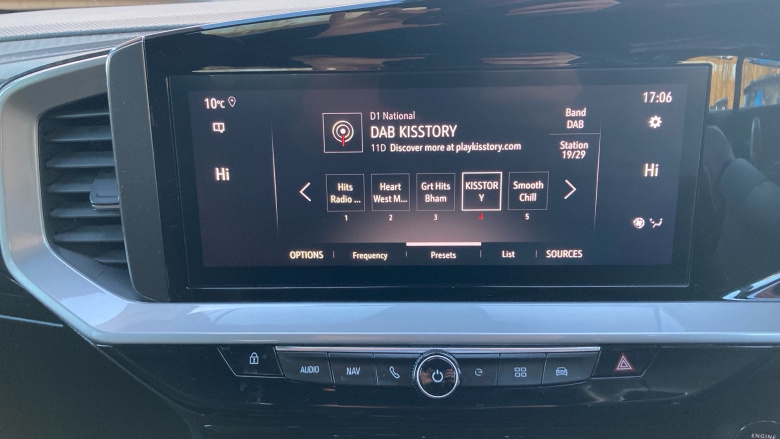 10°C
17:06
D1 National
DAB KISSTORY
11D Discover more at playkisstory.com
Band
DAB
Station
19/29
Hi
Hi
Hits
Radio ...
1
Heart
West M...
2
Grt Hits
Bham
3
KISSTOR
Y
4
Smooth
Chill
5
OPTIONS
Frequency
Presets
List
SOURCES
AUDIO
NAV
ENGINE